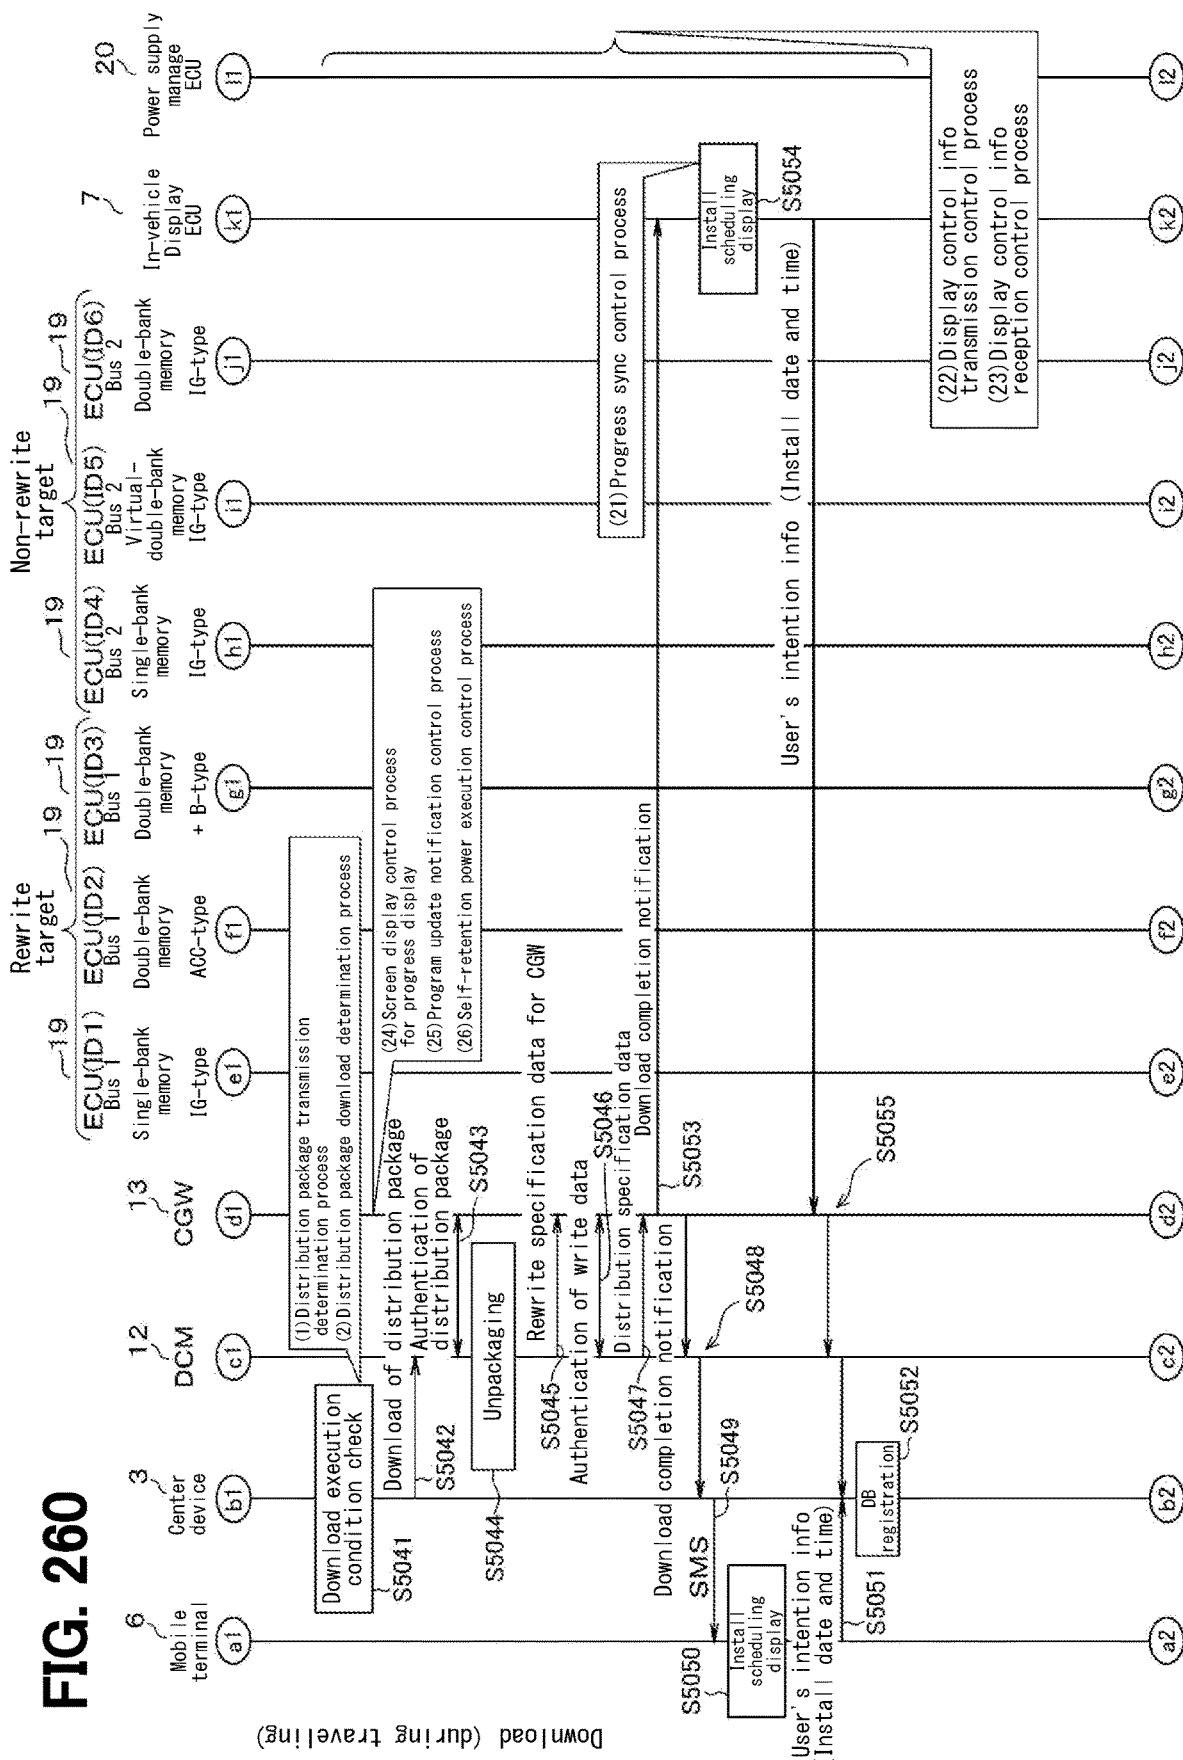 FIG. 260
6
Mobile
terminal
a1
3
Center
device
b1
12
DCM
c1
13
CGW
d1
Rewrite
target
19
19
19
ECU(ID1)
Bus 1
Single-bank
memory
IG-type
e1
ECU(ID2)
Bus 1
Double-bank
memory
ACC-type
f1
ECU(ID3)
Bus 1
Double-bank
memory
+ B-type
g1
Non-rewrite
target
19
19
19
ECU(ID4)
Bus 2
Single-bank
memory
IG-type
h1
ECU(ID5)
Bus 2
Virtual-
double-bank
memory
IG-type
i1
ECU(ID6)
Bus 2
Double-bank
memory
IG-type
j1
7
In-vehicle
Display
ECU
k1
20
Power supply
manage
ECU
l1
Download (during traveling)
Download execution
condition check
S5041
(1)Distribution package transmission
determination process
(2)Distribution package download determination process
Download of distribution package
S5042
Authentication of
distribution package
S5043
(24)Screen display control process
for progress display
(25)Program update notification control process
(26)Self-retention power execution control process
Unpackaging
S5044
Rewrite specification data for CGW
S5045
Authentication of write data
S5046
Distribution specification data
S5047
Download completion notification
S5053
Download completion notification
S5048
SMS
S5049
(21)Progress sync control process
Install
scheduling
display
S5054
S5050
Install
scheduling
display
User's intention info (Install date and time)
S5055
User's intention info
(Install date and time)
S5051
DB
registration
S5052
(22)Display control info
transmission control process
(23)Display control info
reception control process
a2
b2
c2
d2
e2
f2
g2
h2
i2
j2
k2
l2